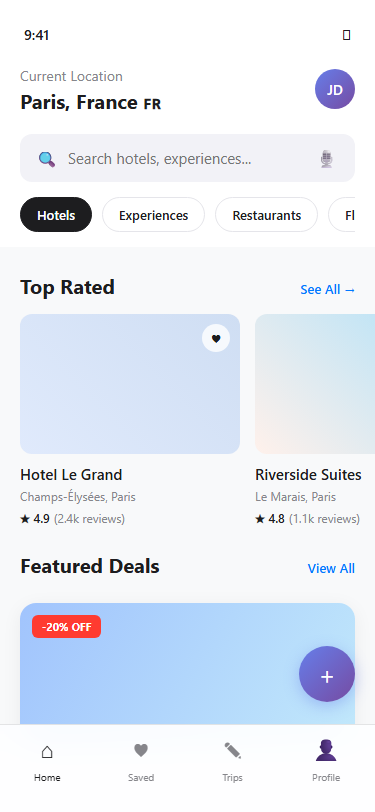 9:41
Current Location
Paris, France FR
JD
Search hotels, experiences...
Hotels
Experiences
Restaurants
Fl
Top Rated
See All →
Hotel Le Grand
Champs-Élysées, Paris
★ 4.9 (2.4k reviews)
Riverside Suites
Le Marais, Paris
★ 4.8 (1.1k reviews)
Featured Deals
View All
-20% OFF
+
Home
Saved
Trips
Profile